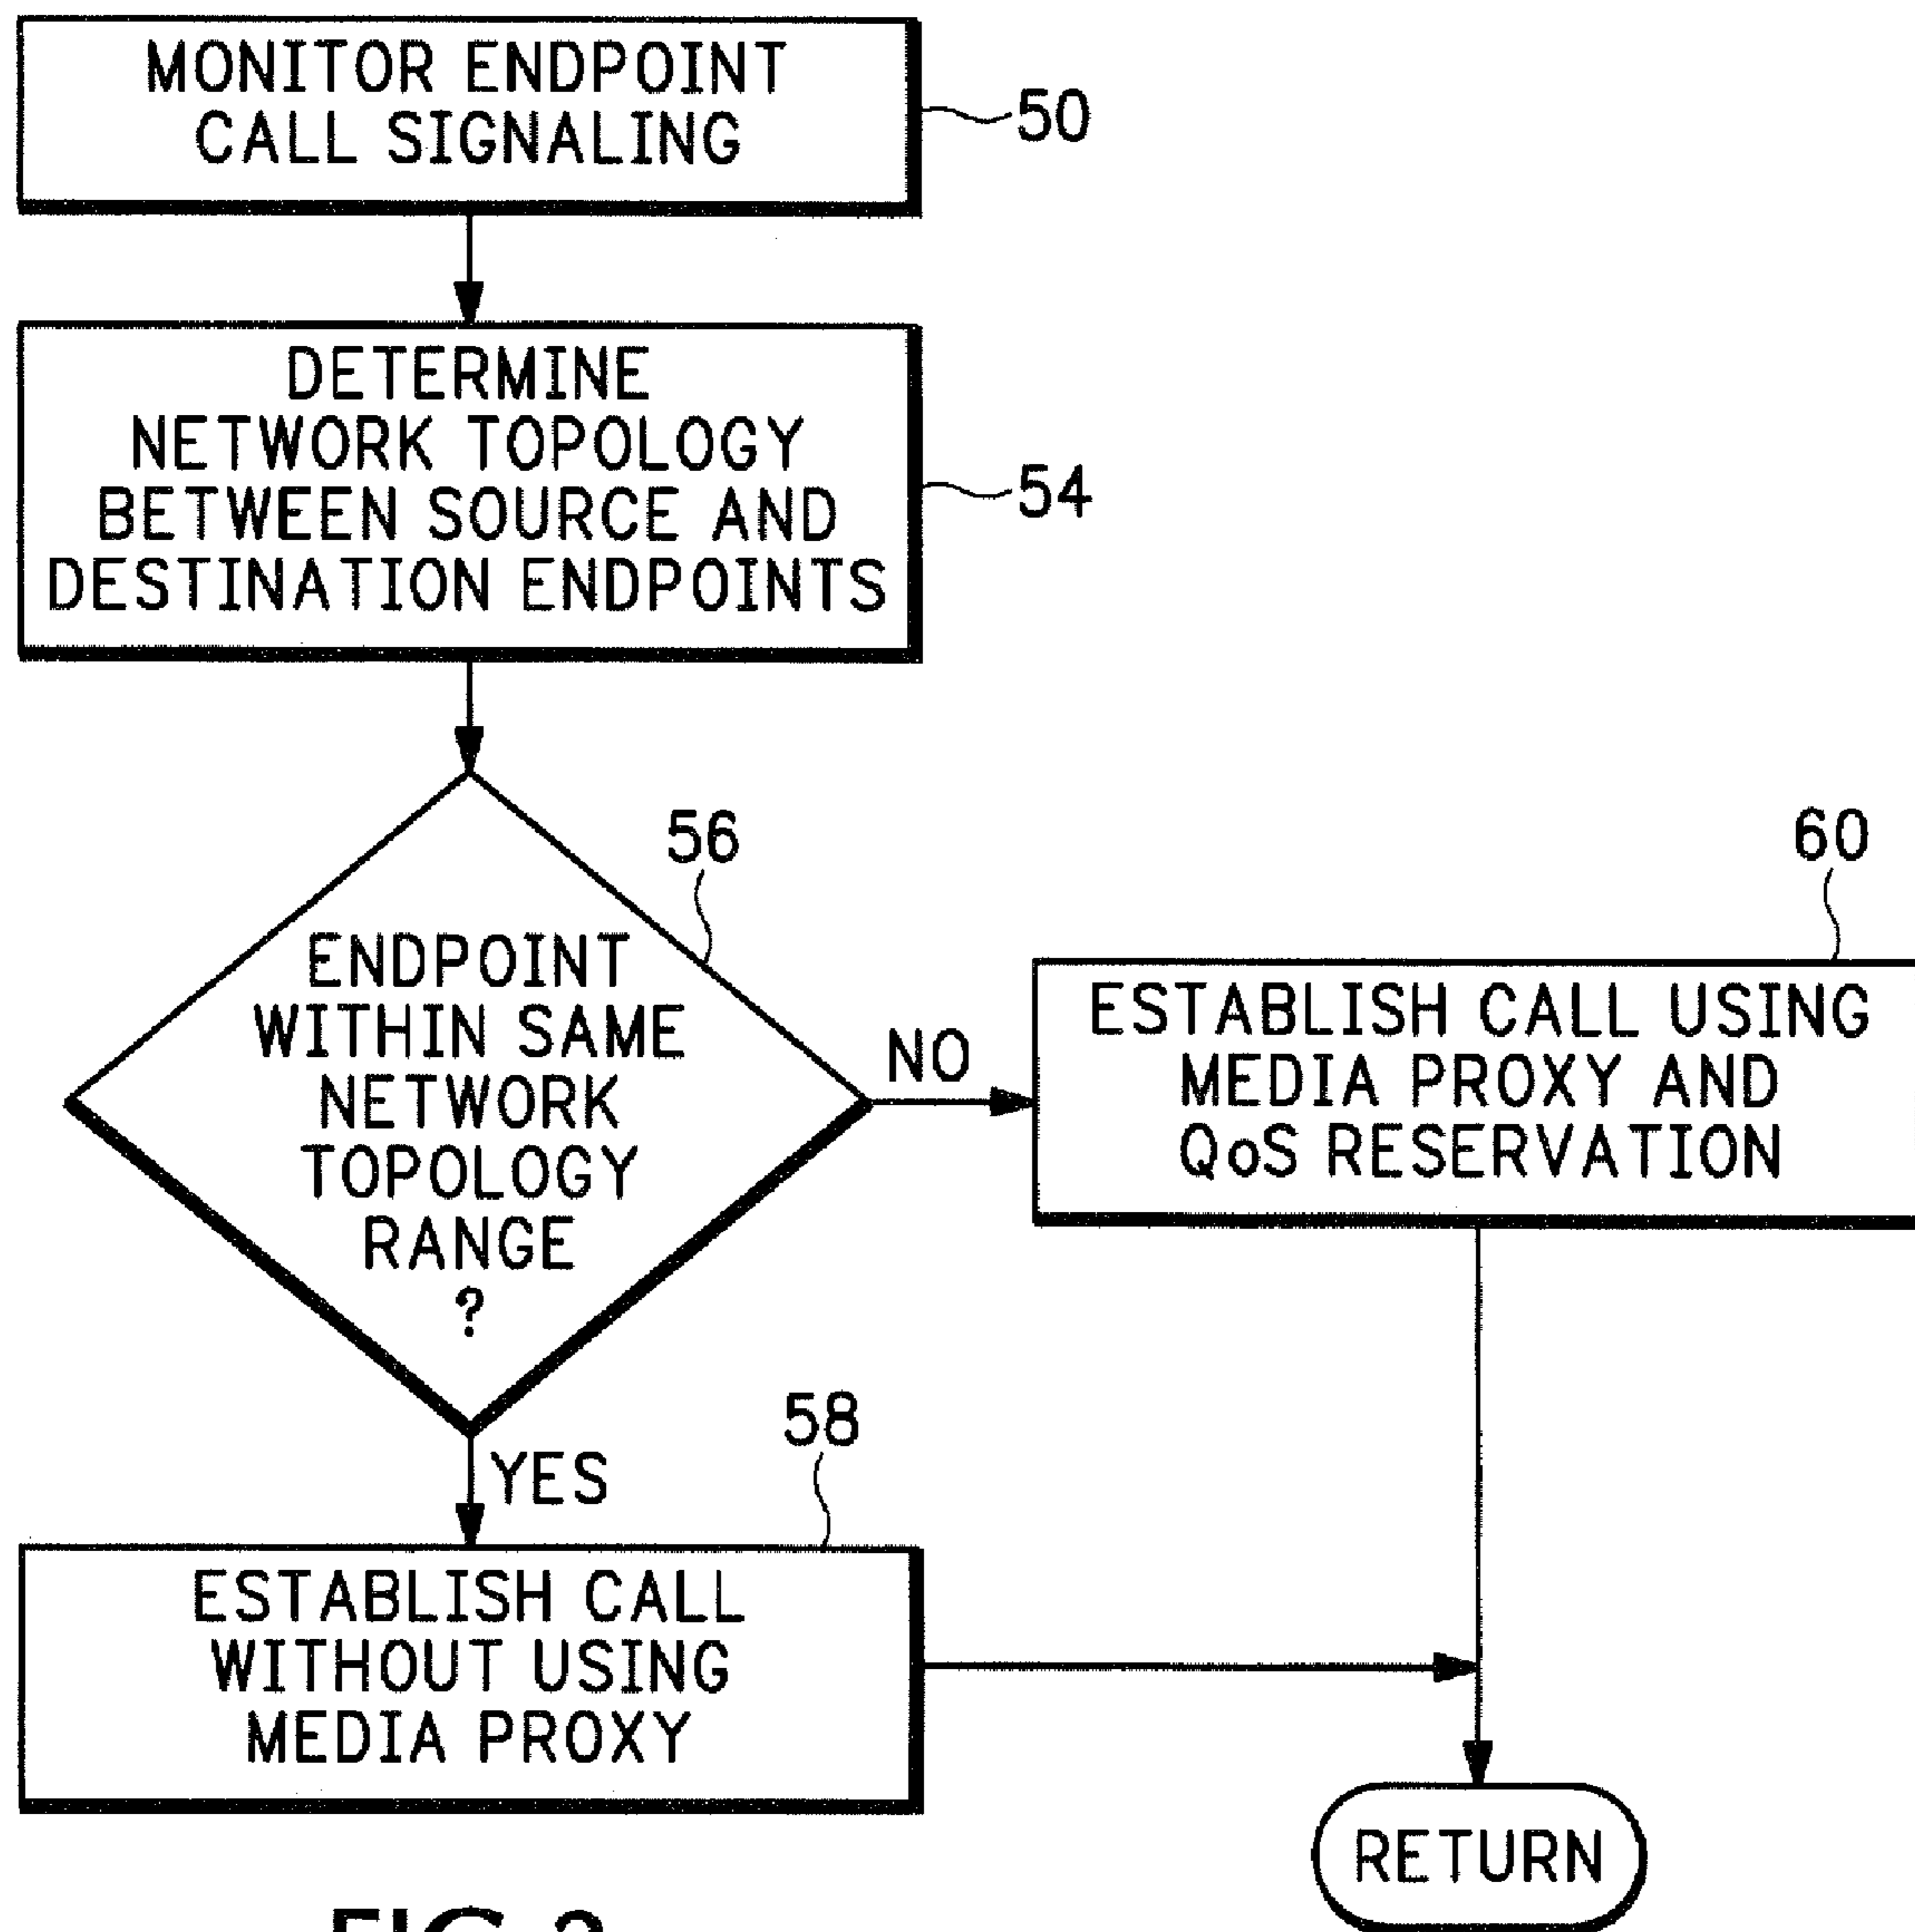 MONITOR ENDPOINT
CALL SIGNALING
50
DETERMINE
NETWORK TOPOLOGY
BETWEEN SOURCE AND
DESTINATION ENDPOINTS
54
56
ENDPOINT
WITHIN SAME
NETWORK
TOPOLOGY
RANGE
?
NO
60
ESTABLISH CALL USING
MEDIA PROXY AND
QoS RESERVATION
YES
58
ESTABLISH CALL
WITHOUT USING
MEDIA PROXY
RETURN
FIG.